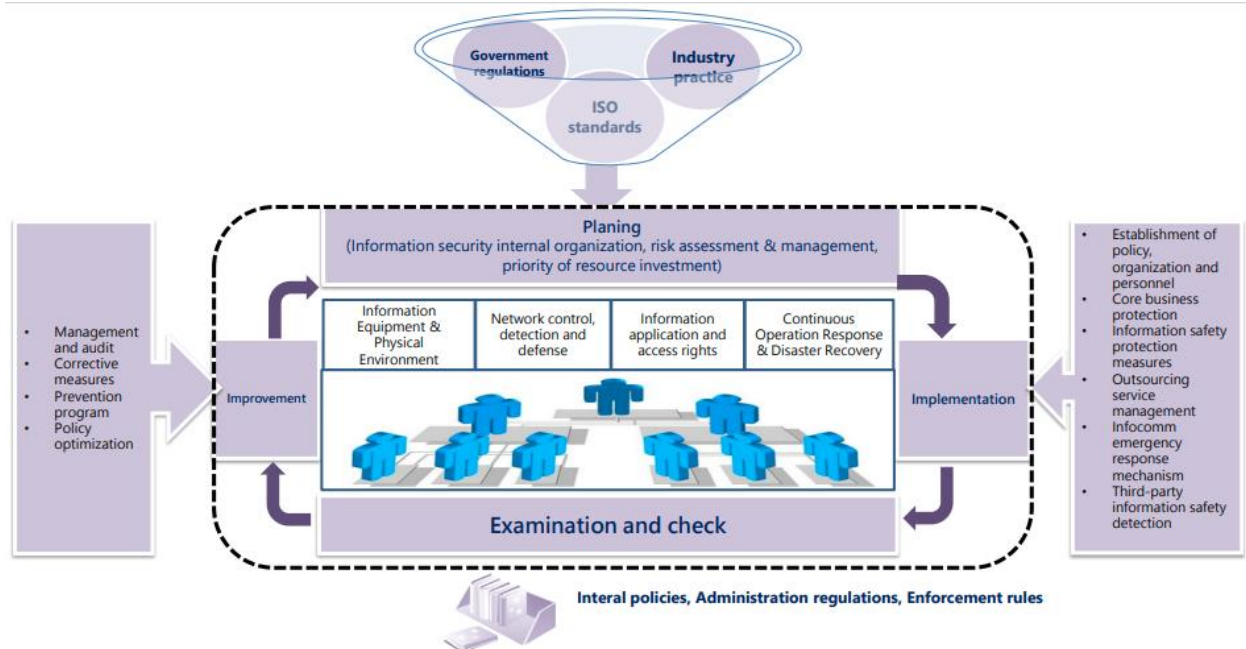 Government
regulations
Industry
practice
ISO
standards
Planing
(Information security internal organization, risk assessment & management,
priority of resource investment)
• Management
and audit
• Corrective
measures
• Prevention
program
• Policy
optimization
Improvement
Information
Equipment &
Physical
Environment
Network control,
detection and
defense
Information
application and
access rights
Continuous
Operation Response
& Disaster Recovery
Implementation
• Establishment of
policy,
organization and
personnel
• Core business
protection
• Information safety
protection
measures
• Outsourcing
service
management
• Infocomm
emergency
response
mechanism
• Third-party
information safety
detection
Examination and check
Interal policies, Administration regulations, Enforcement rules